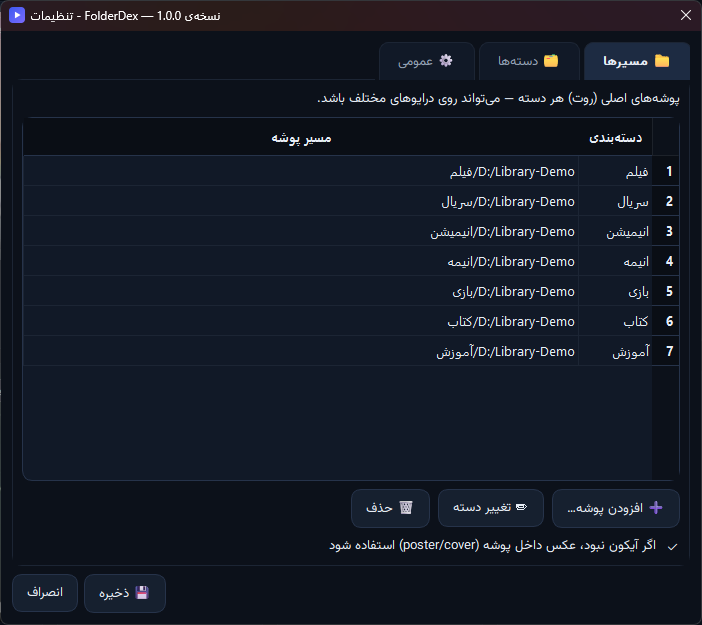 FolderDex — نسخه‌ی 1.0.0 - تنظیمات
مسیرها
دسته‌ها
عمومی
پوشه‌های اصلی (روت) هر دسته — می‌تواند روی درایوهای مختلف باشد.
دسته‌بندی مسیر پوشه
1 فیلم D:/Library-Demo/فیلم
2 سریال D:/Library-Demo/سریال
3 انیمیشن D:/Library-Demo/انیمیشن
4 انیمه D:/Library-Demo/انیمه
5 بازی D:/Library-Demo/بازی
6 کتاب D:/Library-Demo/کتاب
7 آموزش D:/Library-Demo/آموزش
افزودن پوشه...
تغییر دسته
حذف
اگر آیکون نبود، عکس داخل پوشه (poster/cover) استفاده شود
ذخیره
انصراف